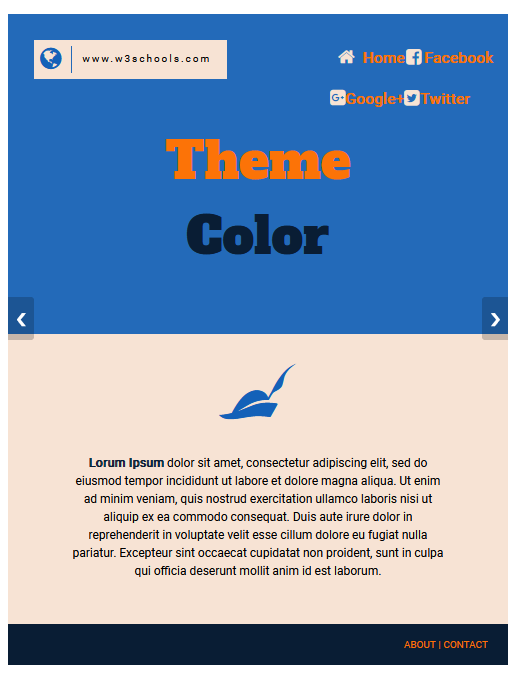 www.w3schools.com
Home Facebook
Google+ Twitter
Theme
Color
Lorum Ipsum dolor sit amet, consectetur adipiscing elit, sed do
eiusmod tempor incididunt ut labore et dolore magna aliqua. Ut enim
ad minim veniam, quis nostrud exercitation ullamco laboris nisi ut
aliquip ex ea commodo consequat. Duis aute irure dolor in
reprehenderit in voluptate velit esse cillum dolore eu fugiat nulla
pariatur. Excepteur sint occaecat cupidatat non proident, sunt in culpa
qui officia deserunt mollit anim id est laborum.
ABOUT | CONTACT